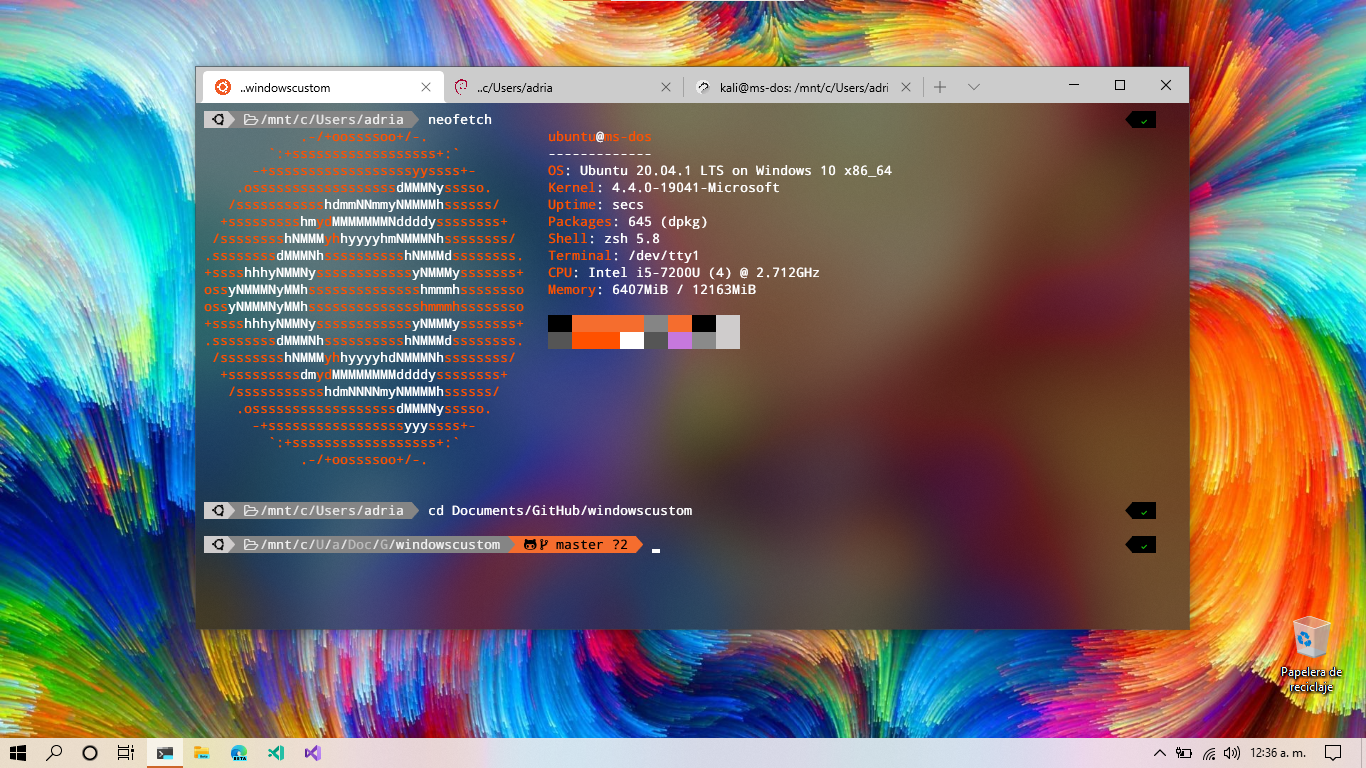 ..windowscustom
..c/Users/adria
kali@ms-dos: /mnt/c/Users/adri
/mnt/c/Users/adria neofetch
.-/+oossssoo+/-.
`:+ssssssssssssssssss+:`
-+ssssssssssssssssssyyssss+-
.ossssssssssssssssssdMMMNysssso.
/ssssssssssshdmmNNmmyNMMMMhssssss/
+ssssssssshmydMMMMMMMNddddyssssssss+
/sssssssshNMMMyhhyyyyhmNMMMNhssssssss/
.ssssssssdMMMNhsssssssssshNMMMdssssssss.
+sssshhhyNMMNyssssssssssssyNMMMysssssss+
ossyNMMMNyMMhsssssssssssssshmmmhssssssso
ossyNMMMNyMMhsssssssssssssshmmmhssssssso
+sssshhhyNMMNyssssssssssssyNMMMysssssss+
.ssssssssdMMMNhsssssssssshNMMMdssssssss.
/sssssssshNMMMyhhyyyyhdNMMMNhssssssss/
+sssssssssdmydMMMMMMMMddddyssssssss+
/ssssssssssshdmNNNNmyNMMMMhssssss/
.ossssssssssssssssssdMMMNysssso.
-+sssssssssssssssssyyyssss+-
`:+ssssssssssssssssss+:`
.-/+oossssoo+/-.
ubuntu@ms-dos
-------------
OS: Ubuntu 20.04.1 LTS on Windows 10 x86_64
Kernel: 4.4.0-19041-Microsoft
Uptime: secs
Packages: 645 (dpkg)
Shell: zsh 5.8
Terminal: /dev/tty1
CPU: Intel i5-7200U (4) @ 2.712GHz
Memory: 6407MiB / 12163MiB
/mnt/c/Users/adria cd Documents/GitHub/windowscustom
/mnt/c/U/a/Doc/G/windowscustom master ?2
Papelera de
reciclaje
BETA
12:36 a. m.